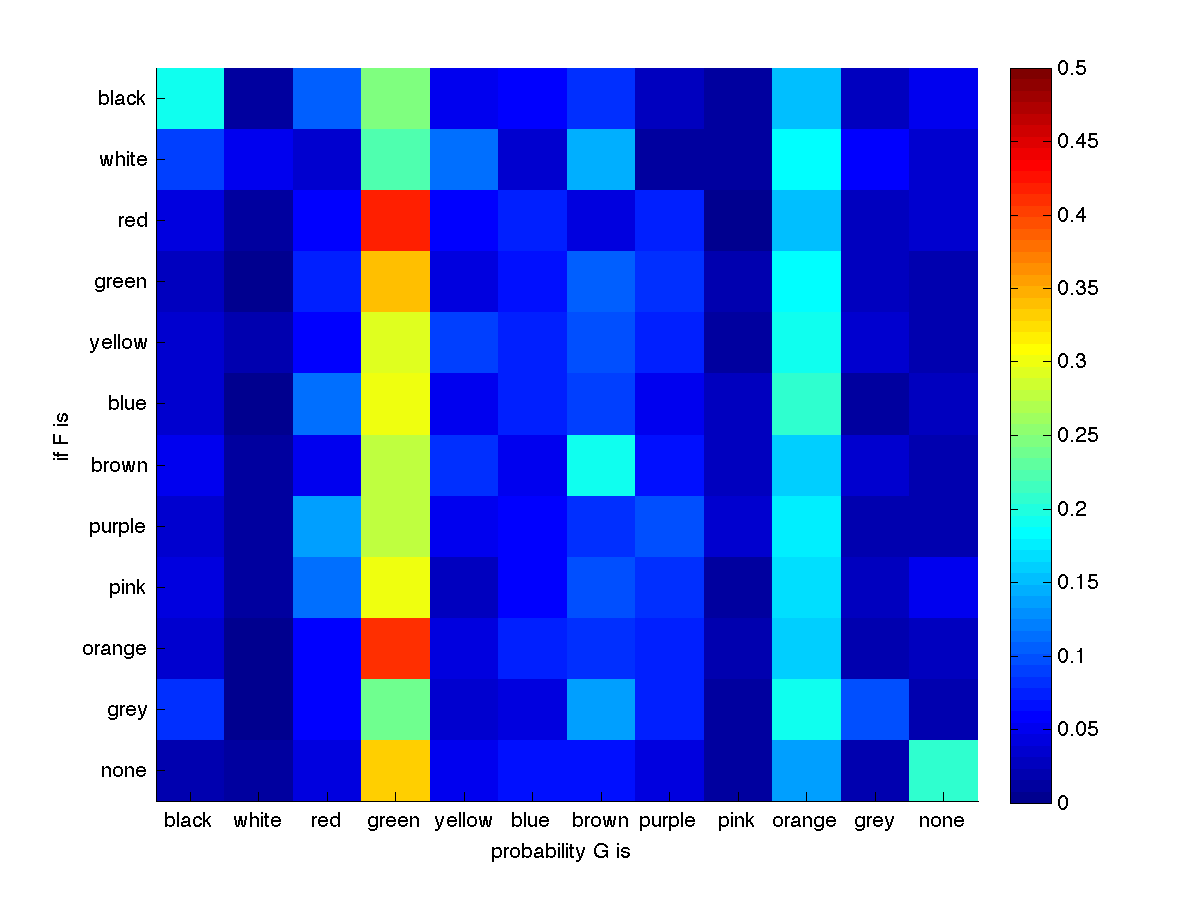 black
white
red
green
yellow
blue
brown
purple
pink
orange
grey
none
if F is
black white red green yellow blue brown purple pink orange grey none
probability G is
0.5
0.45
0.4
0.35
0.3
0.25
0.2
0.15
0.1
0.05
0